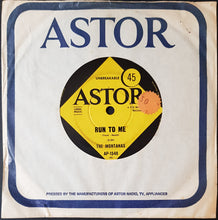 ASTOR
UNBREAKABLE
45
ASTOR
RUN TO ME
THE MONTANAS
AP-1546
PRESSED BY THE MANUFACTURERS OF ASTOR RADIO, TV, APPLIANCES